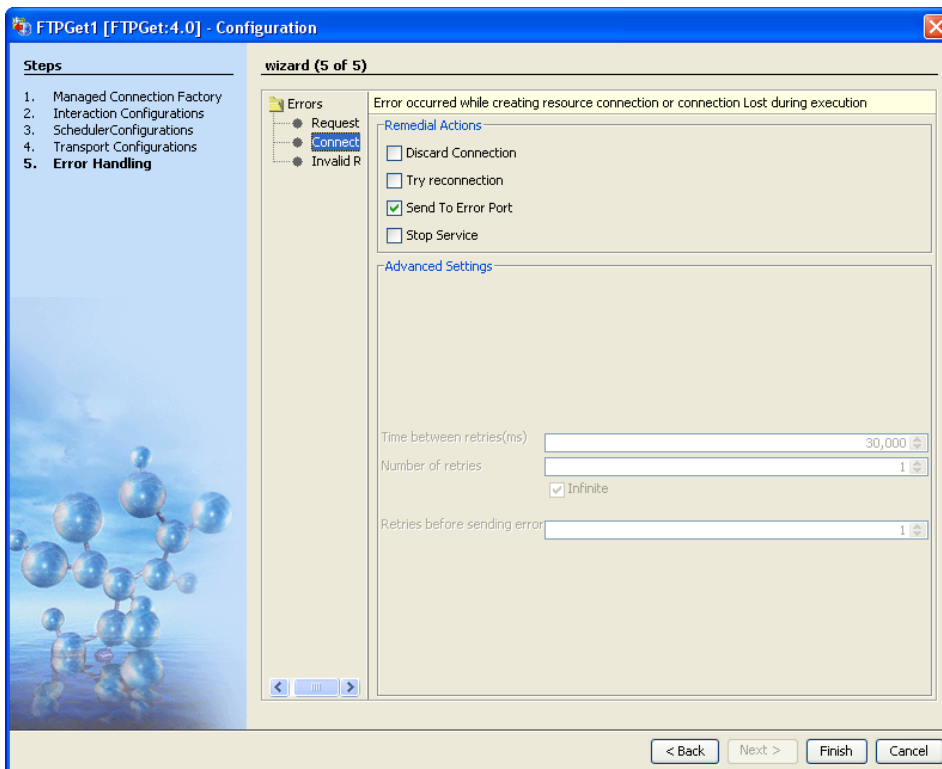 FTPGet1 [FTPGet:4.0] - Configuration
Steps
1. Managed Connection Factory
2. Interaction Configurations
3. SchedulerConfigurations
4. Transport Configurations
5. Error Handling
wizard (5 of 5)
Errors
Request
Connect
Invalid R
Error occurred while creating resource connection or connection Lost during execution
Remedial Actions
Discard Connection
Try reconnection
Send To Error Port
Stop Service
Advanced Settings
Time between retries(ms) 30,000
Number of retries 1
Infinite
Retries before sending error 1
< Back Next > Finish Cancel